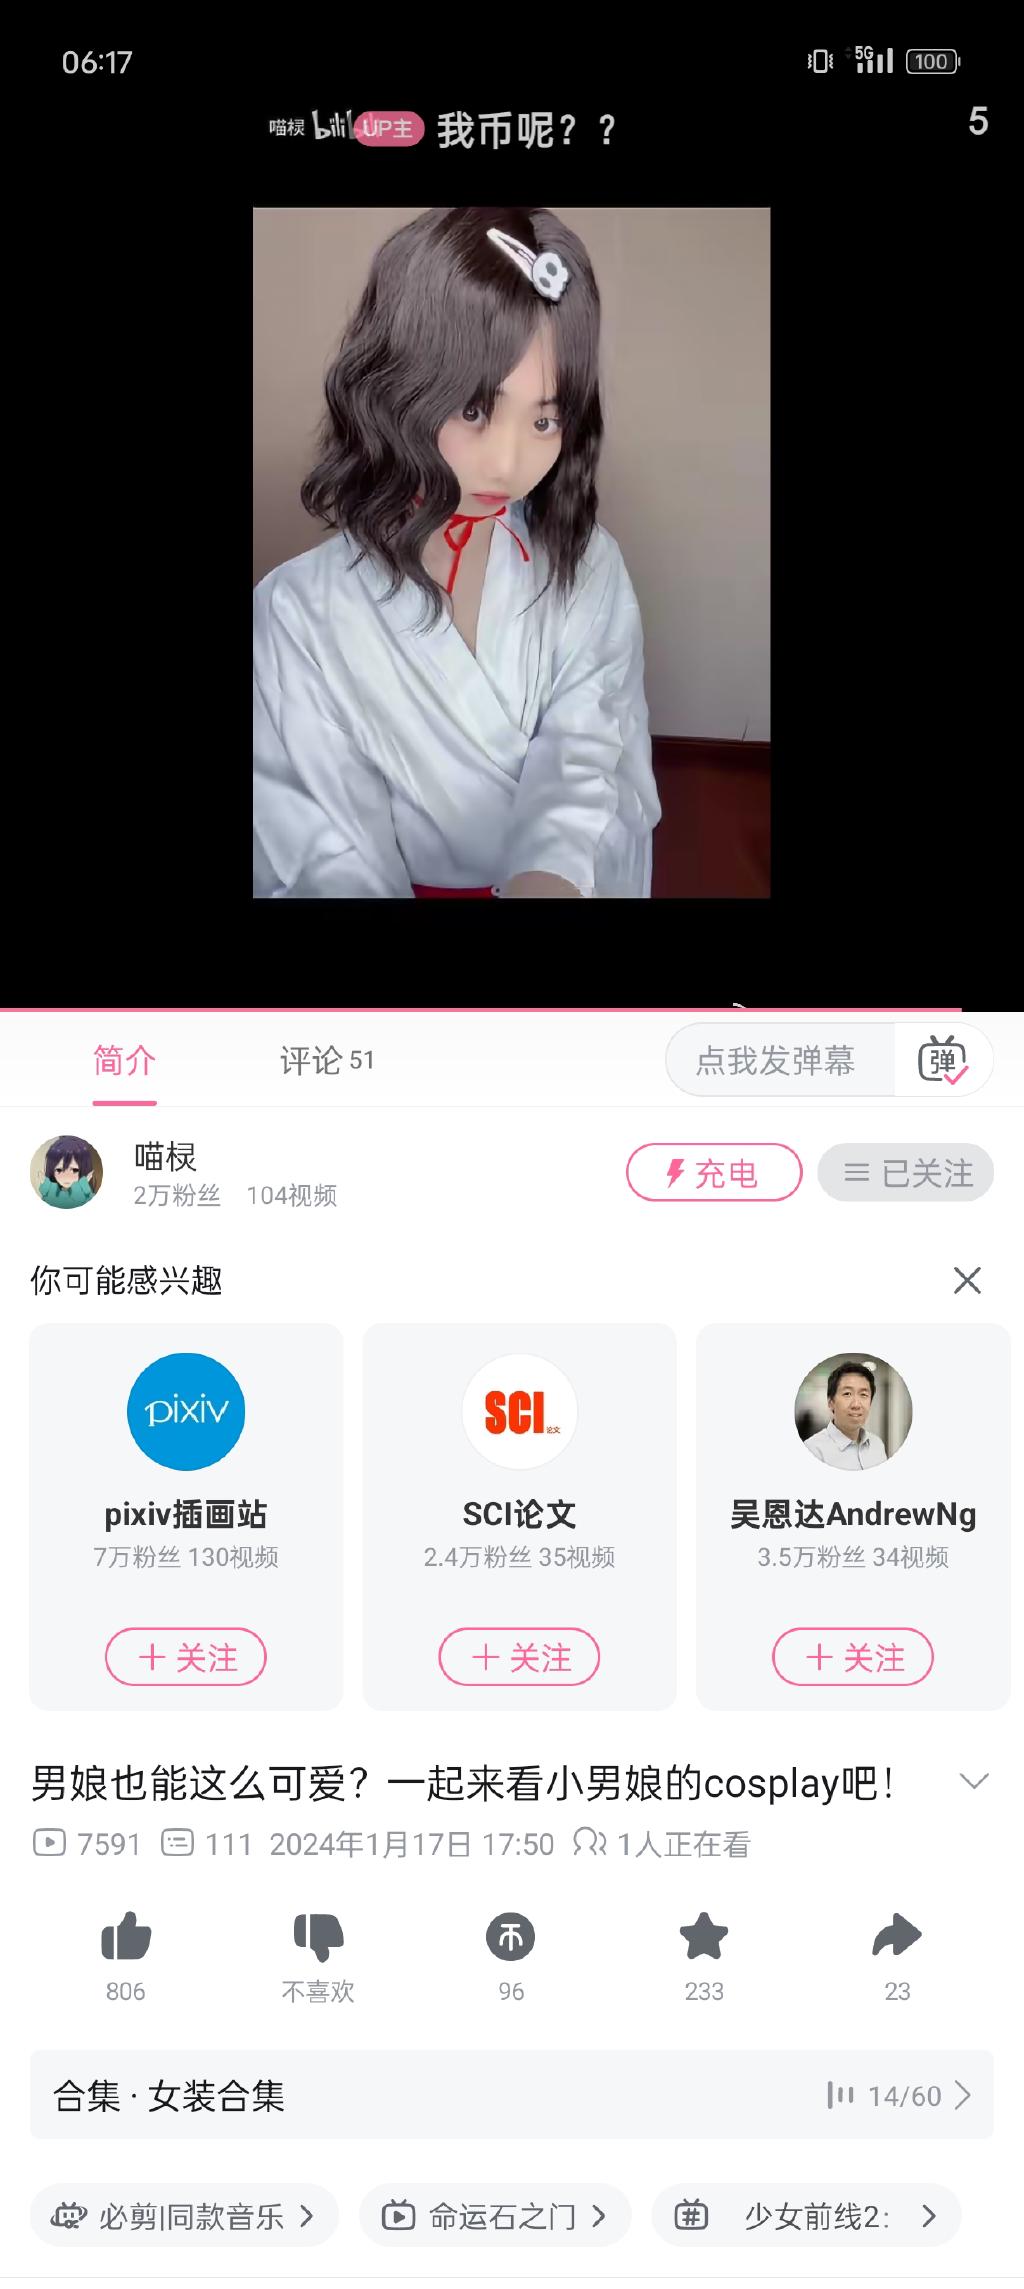 06:17
5G
100
喵棂 bilibili UP主 我币呢？？
5
简介
评论 51
点我发弹幕
弹
喵棂
2万粉丝 104视频
充电
已关注
你可能感兴趣
pixiv
SCI论文
pixiv插画站
SCI论文
吴恩达AndrewNg
7万粉丝 130视频
2.4万粉丝 35视频
3.5万粉丝 34视频
关注
关注
关注
男娘也能这么可爱？一起来看小男娘的cosplay吧！
7591 111 2024年1月17日 17:50 1人正在看
806
不喜欢
96
233
23
合集 · 女装合集
14/60
必剪|同款音乐
命运石之门
少女前线2：